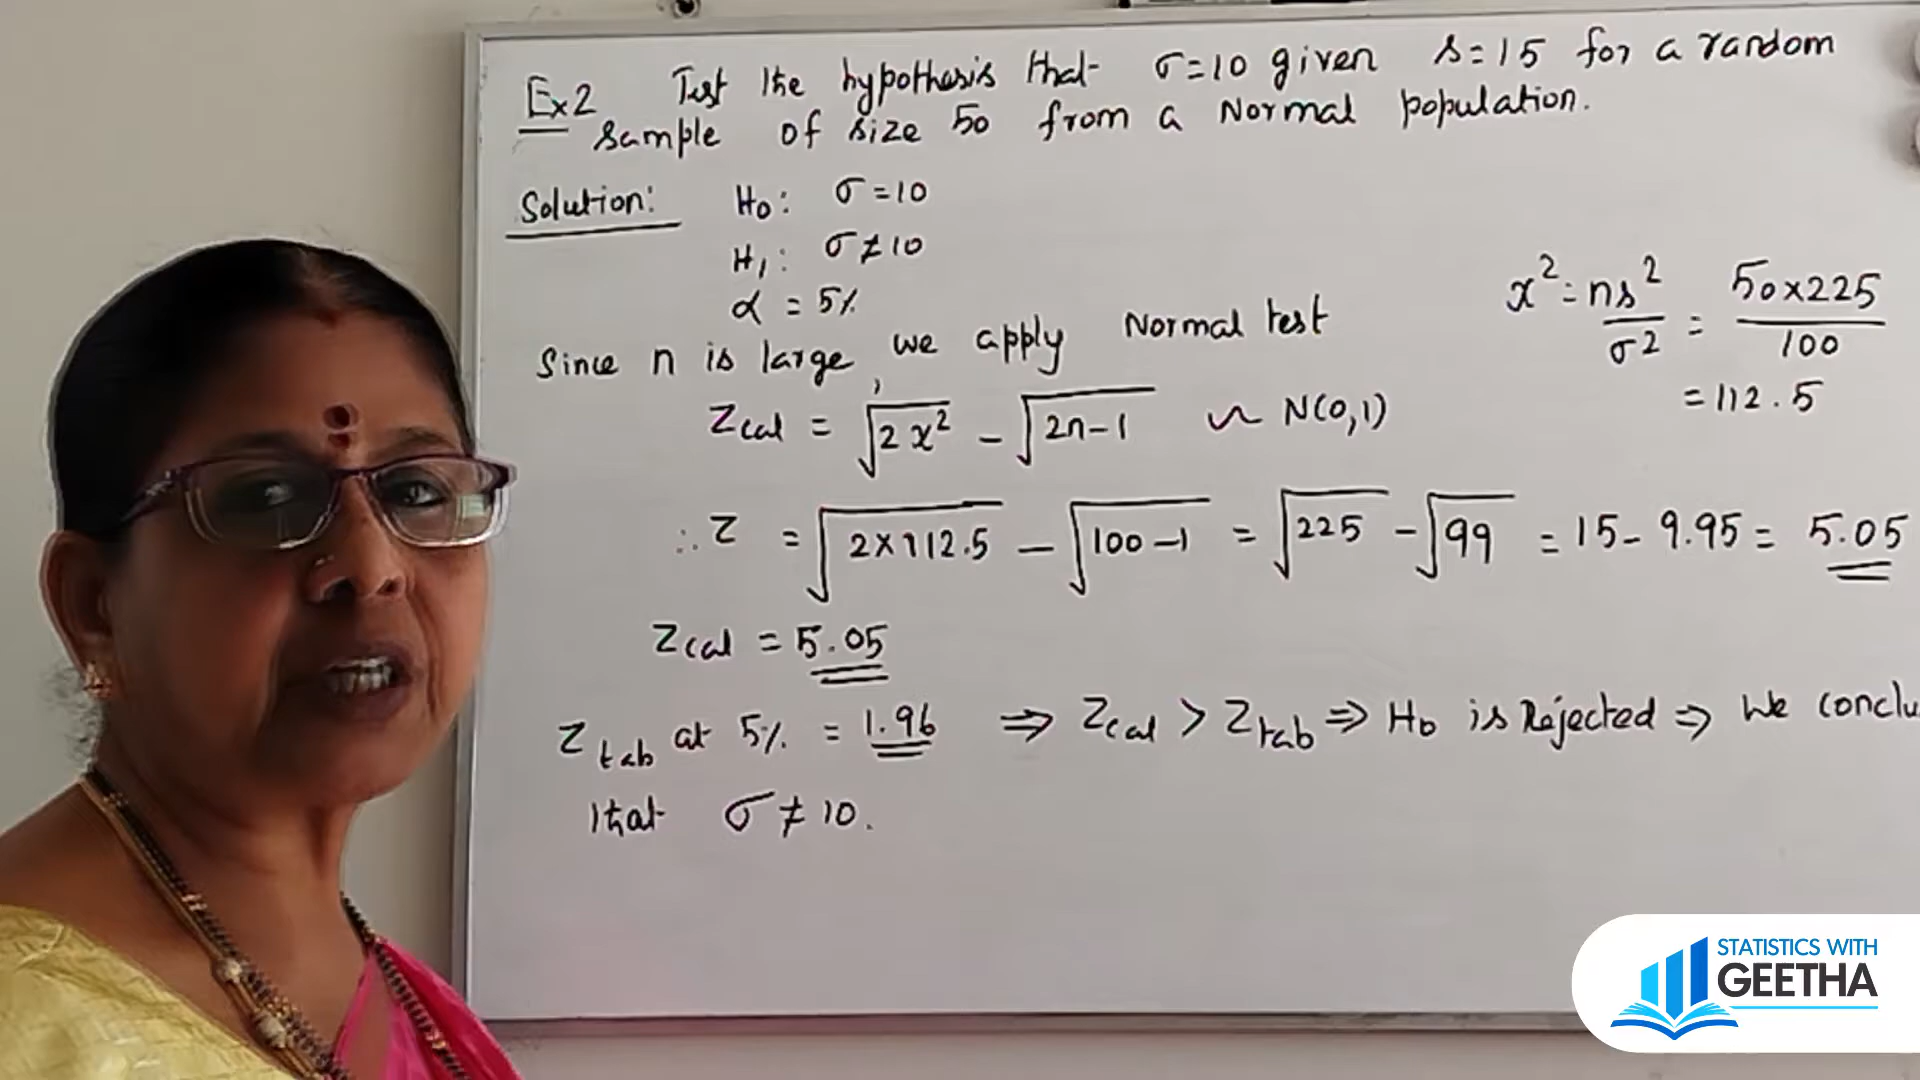 Ex2 Test the hypothesis that σ=10 given s=15 for a random
sample of size 50 from a Normal population.
Solution: H₀: σ=10
H₁: σ≠10
α = 5%
x² = ns²/σ² = 50×225/100
= 112.5
Since n is large, we apply Normal test
Zcal = √(2x²) − √(2n−1) ~ N(0,1)
∴ Z = √(2×112.5) − √(100−1) = √225 − √99 = 15 − 9.95 = 5.05
Zcal = 5.05
Z tab at 5% = 1.96 ⇒ Zcal > Ztab ⇒ H₀ is Rejected ⇒ We conclu
that σ ≠ 10.
STATISTICS WITH
GEETHA